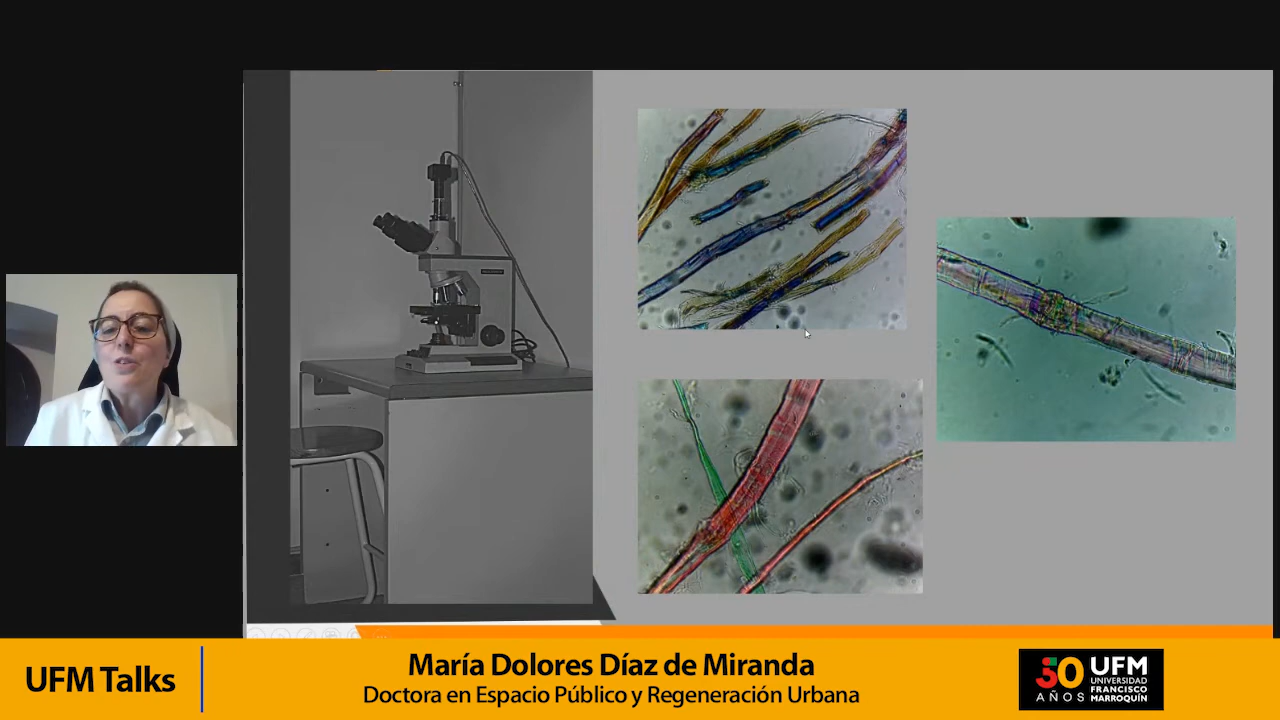 UFM Talks
María Dolores Díaz de Miranda
Doctora en Espacio Público y Regeneración Urbana
50
AÑOS
UFM
UNIVERSIDAD
FRANCISCO
MARROQUÍN